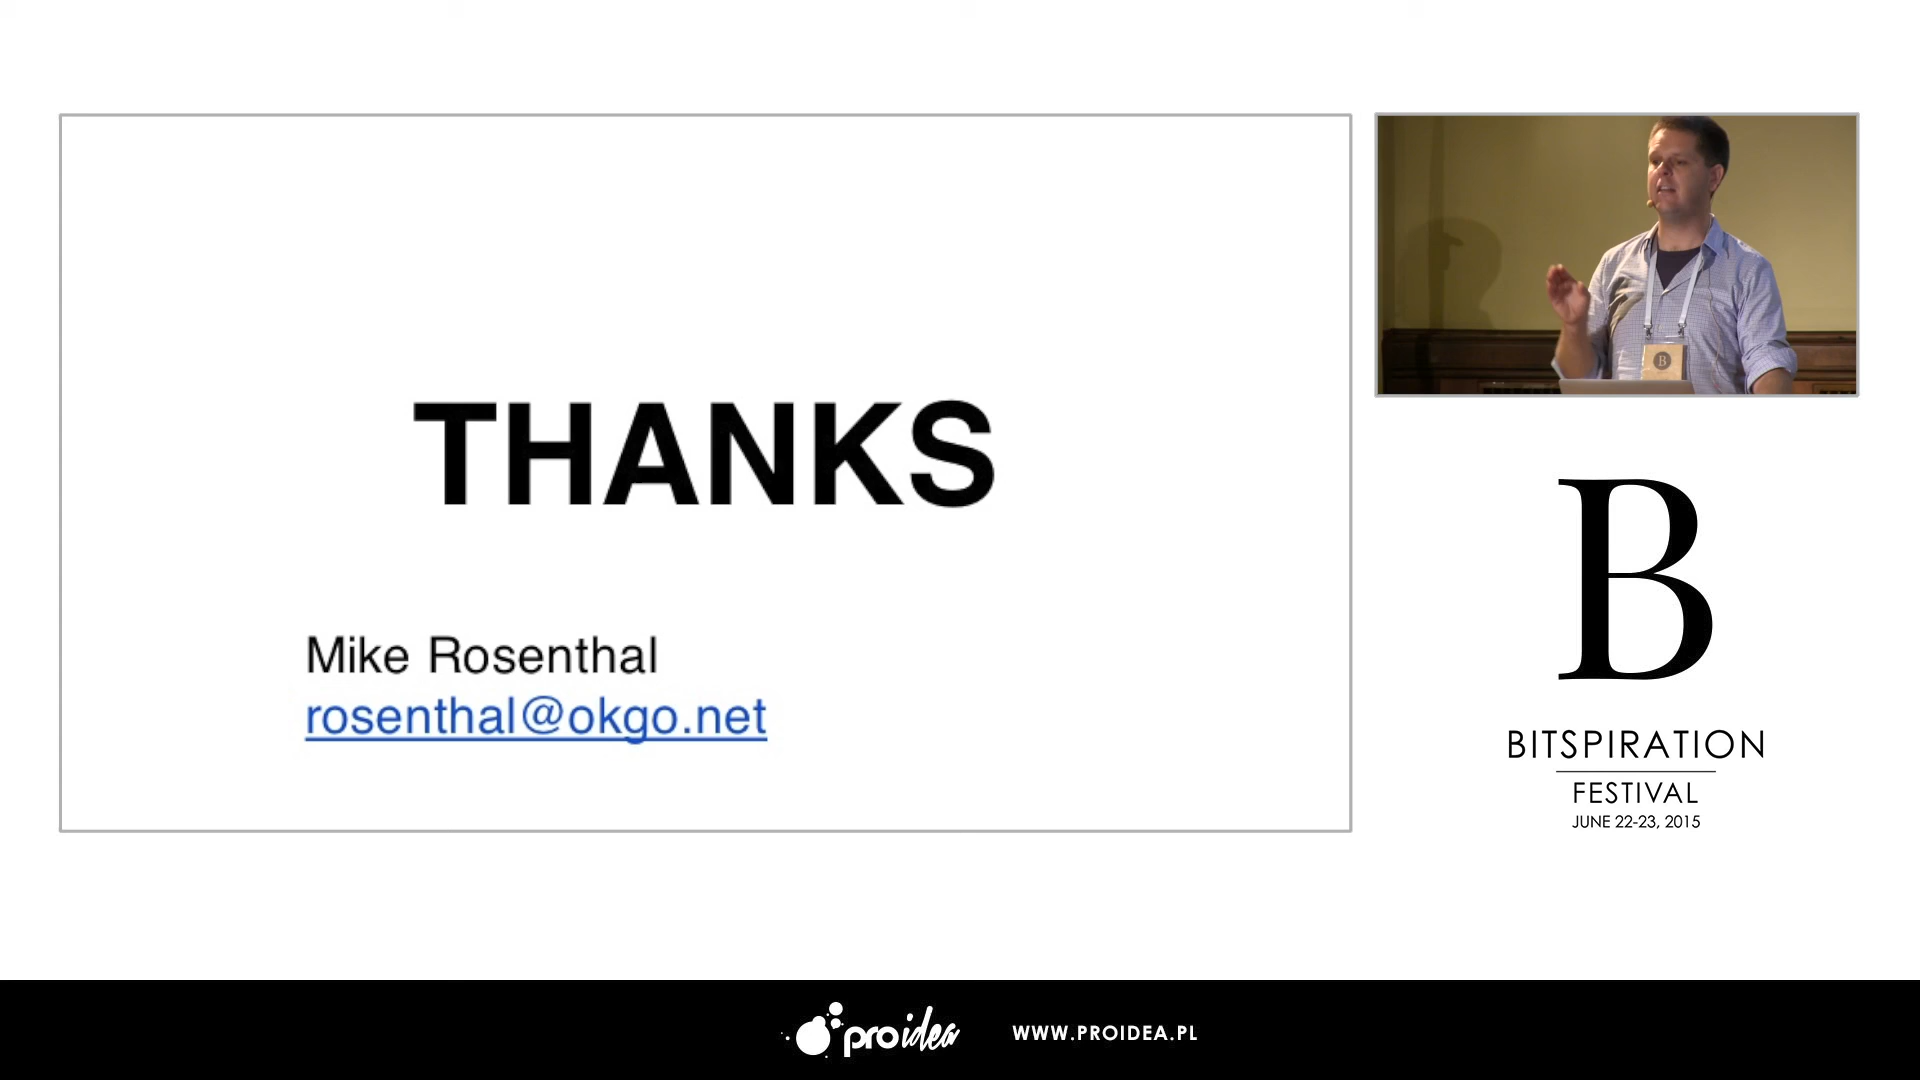 THANKS
Mike Rosenthal
rosenthal@okgo.net
B
B
BITSPIRATION
FESTIVAL
JUNE 22-23, 2015
proidea
WWW.PROIDEA.PL